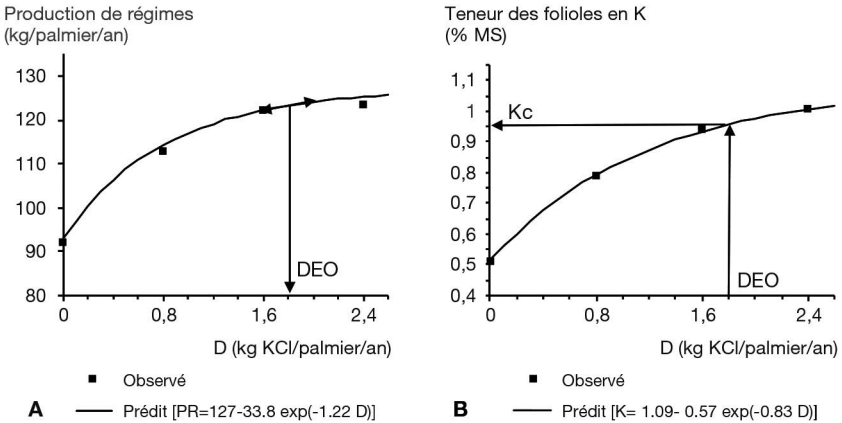 Production de régimes
(kg/palmier/an)
130
120
110
100
90
80
DEO
0
0,8
1,6
2,4
D (kg KCl/palmier/an)
Observé
A
Prédit [PR=127-33.8 exp(-1.22 D)]
Teneur des folioles en K
(% MS)
1,1
1
0,9
0,8
0,7
0,6
0,5
0,4
Kc
DEO
0
0,8
1,6
2,4
D (kg KCl/palmier/an)
Observé
B
Prédit [K= 1.09- 0.57 exp(-0.83 D)]